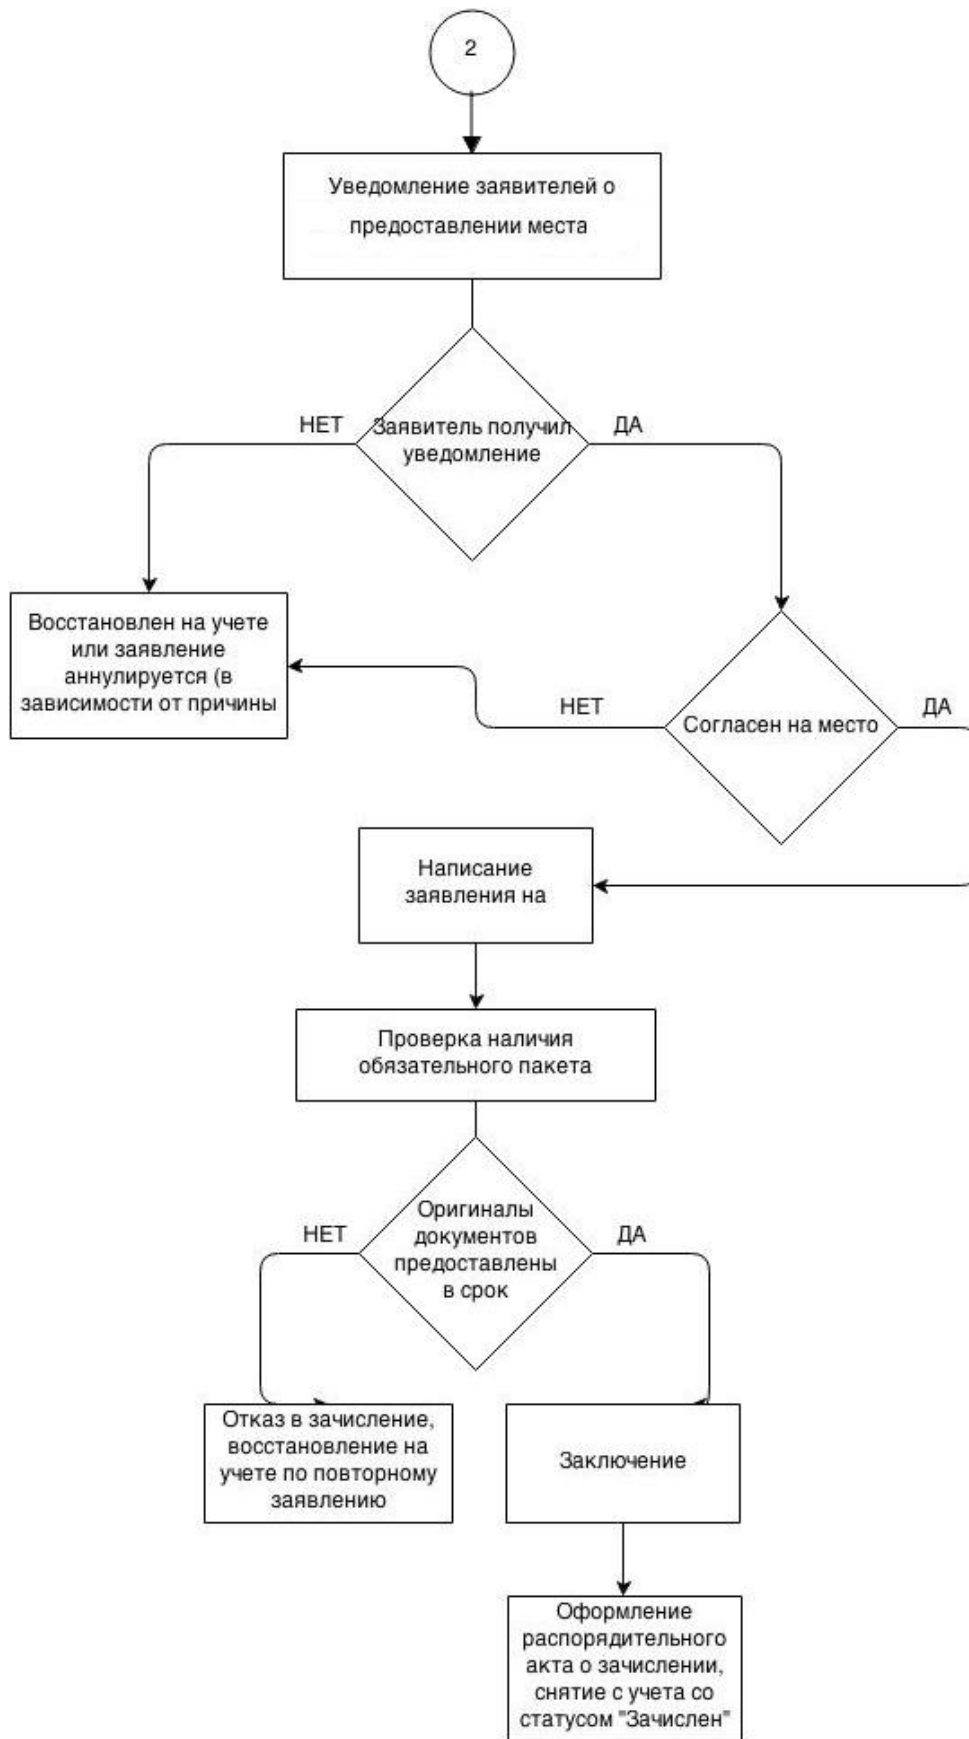 2
Уведомление заявителей о
предоставлении места
НЕТ
Заявитель получил
уведомление
ДА
Восстановлен на учете
или заявление
аннулируется (в
зависимости от причины
НЕТ
Согласен на место
ДА
Написание
заявления на
Проверка наличия
обязательного пакета
НЕТ
Оригиналы
документов
предоставлены
в срок
ДА
Отказ в зачисление,
восстановление на
учете по повторному
заявлению
Заключение
Оформление
распорядительного
акта о зачислении,
снятие с учета со
статусом "Зачислен"